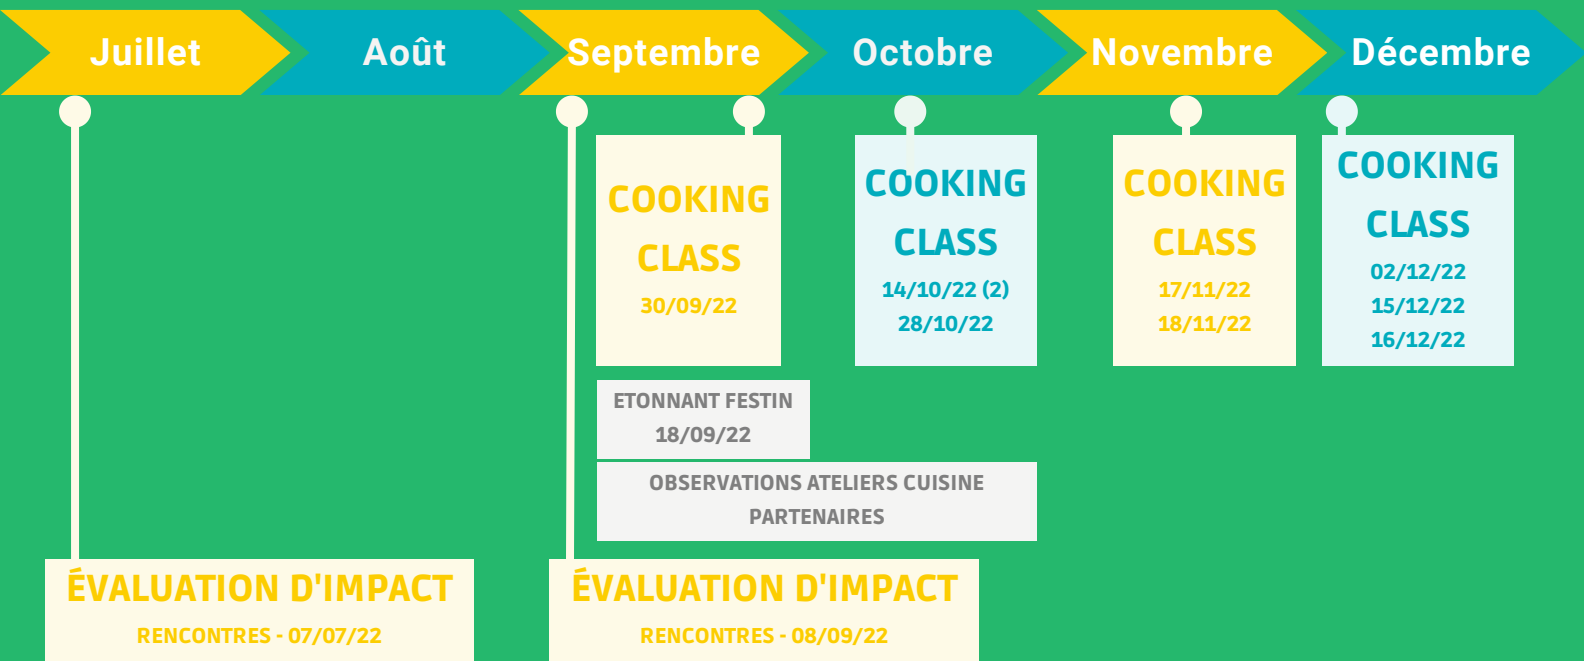 Juillet
Août
Septembre
Octobre
Novembre
Décembre
COOKING
CLASS
30/09/22
COOKING
CLASS
14/10/22 (2)
28/10/22
COOKING
CLASS
17/11/22
18/11/22
COOKING
CLASS
02/12/22
15/12/22
16/12/22
ETONNANT FESTIN
18/09/22
OBSERVATIONS ATELIERS CUISINE
PARTENAIRES
ÉVALUATION D'IMPACT
RENCONTRES - 07/07/22
ÉVALUATION D'IMPACT
RENCONTRES - 08/09/22